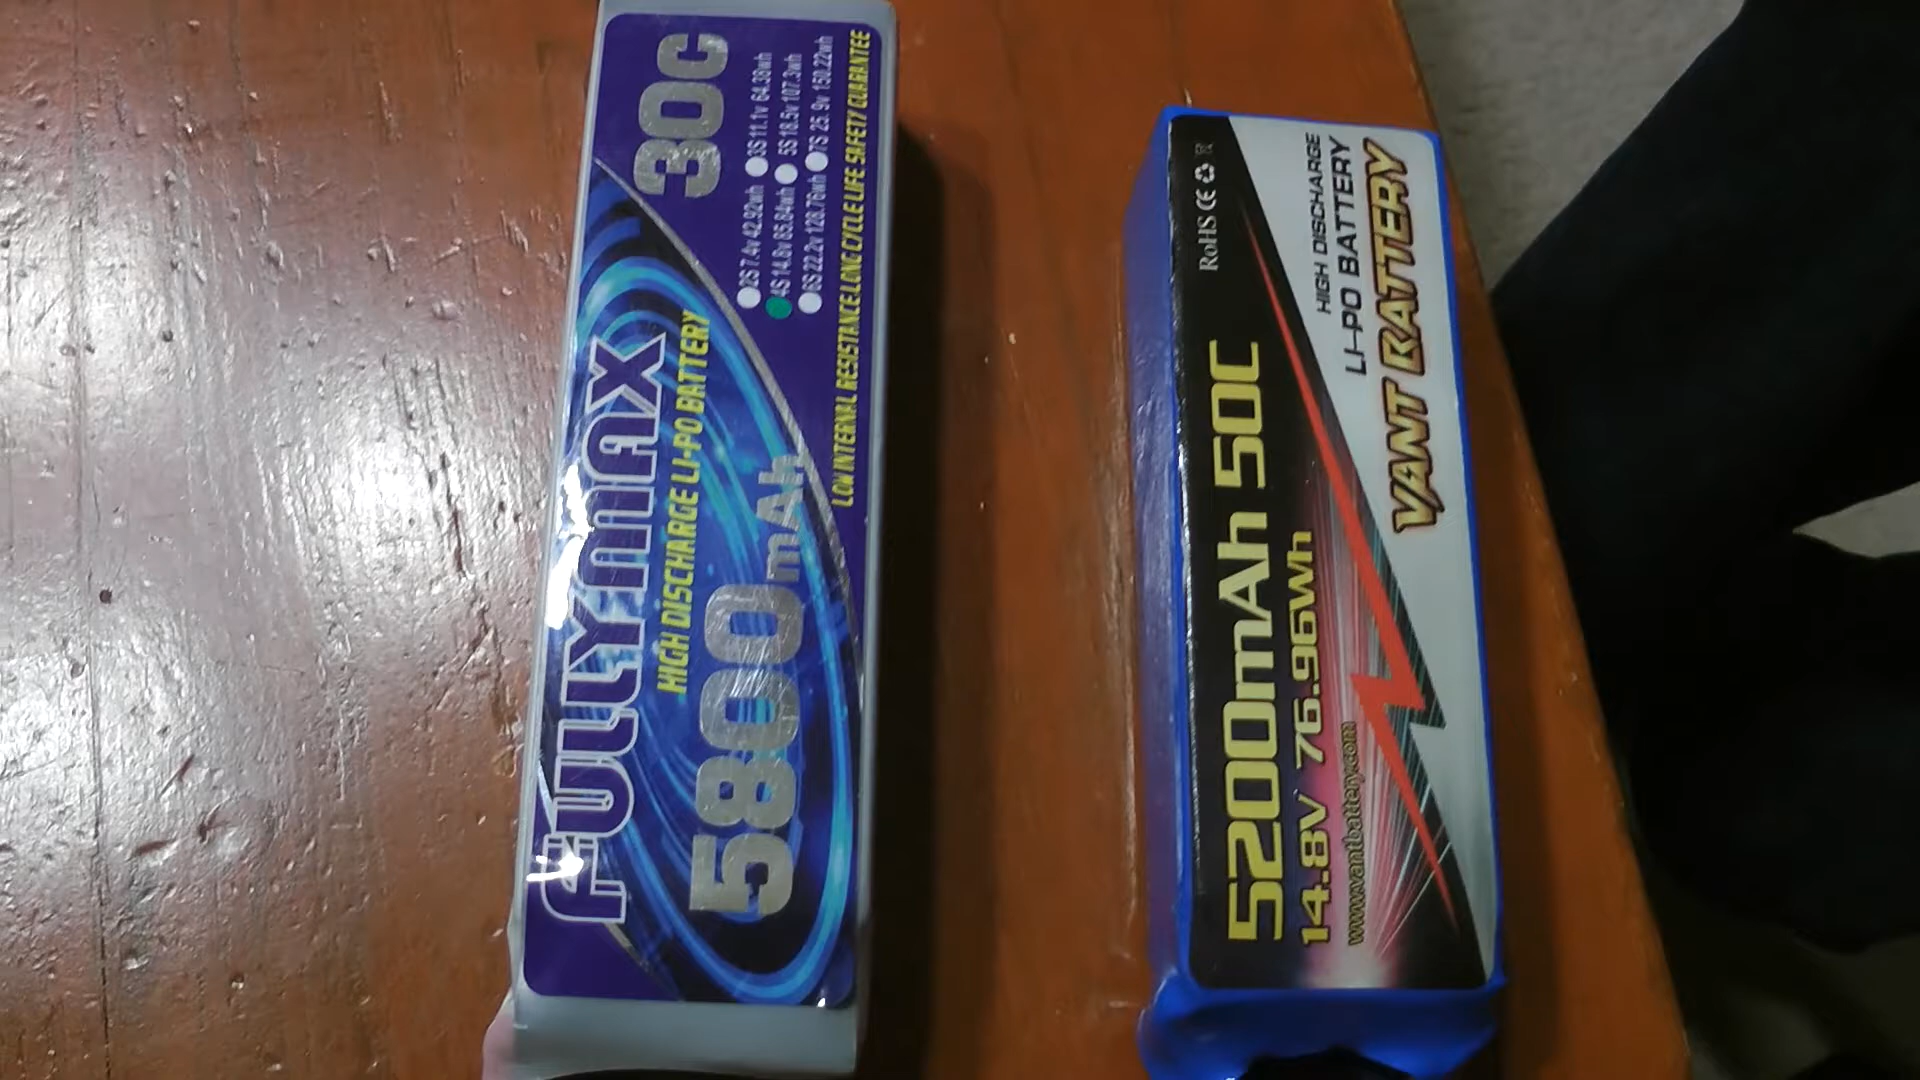 FULLYMAX
HIGH DISCHARGE LI-PO BATTERY
5800mAh
30C
2S 7.4v 42.92wh
3S 11.1v 64.38wh
4S 14.8v 85.84wh
5S 18.5v 107.3wh
6S 22.2v 128.76wh
7S 25.9v 150.22wh
LOW INTERNAL RESISTANCE LONG CYCLE LIFE SAFETY GUARANTEE
RoHS CE
5200mAh 50C
14.8V 76.96Wh
www.vantbattery.com
HIGH DISCHARGE
LI-PO BATTERY
VANT BATTERY